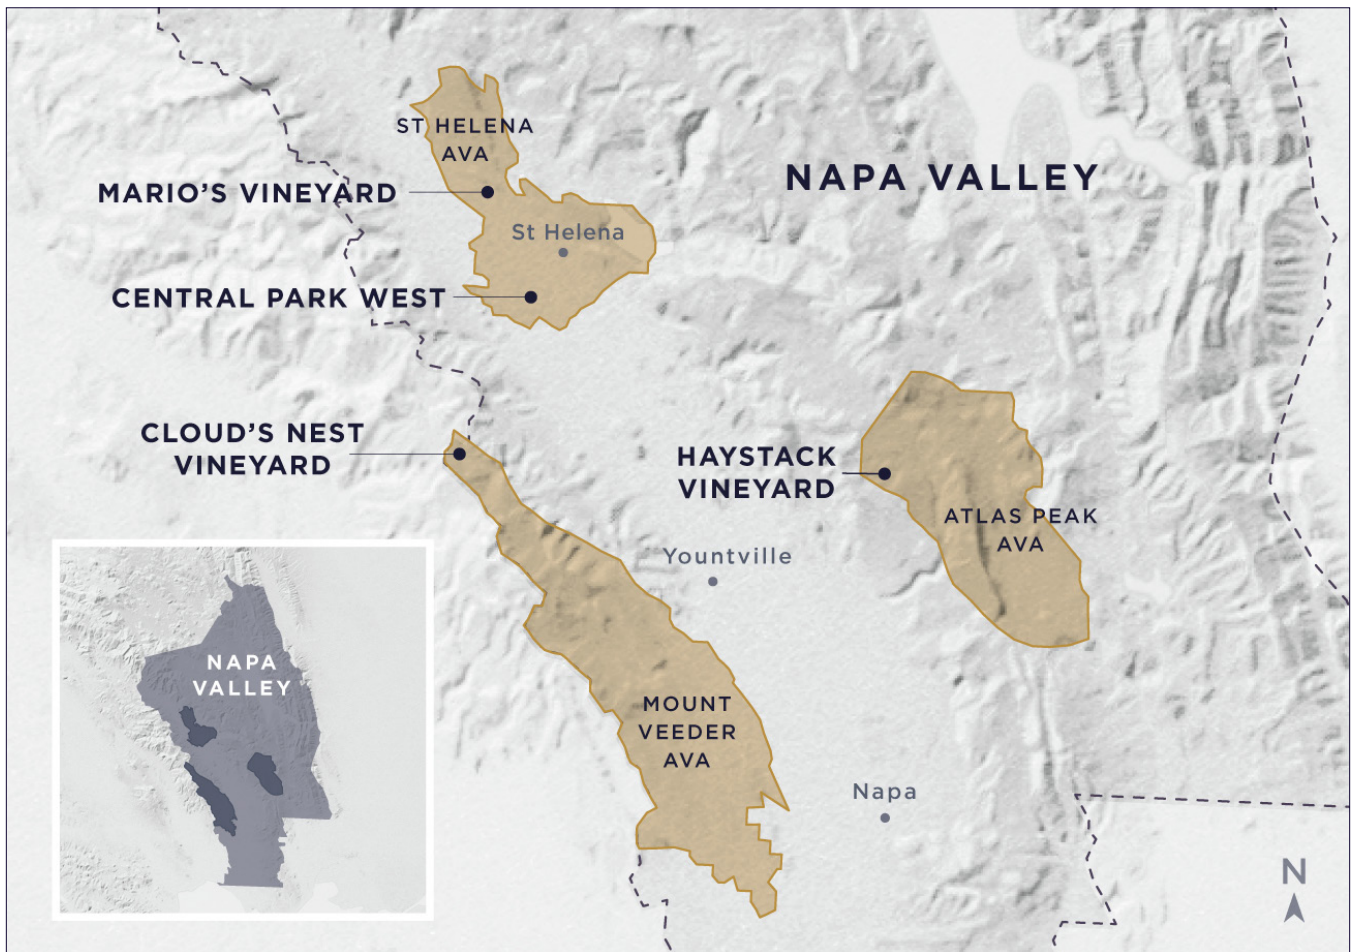 ST HELENA
AVA
NAPA VALLEY
MARIO'S VINEYARD
St Helena
CENTRAL PARK WEST
CLOUD'S NEST
VINEYARD
HAYSTACK
VINEYARD
ATLAS PEAK
AVA
Yountville
NAPA
VALLEY
MOUNT
VEEDER
AVA
Napa
N